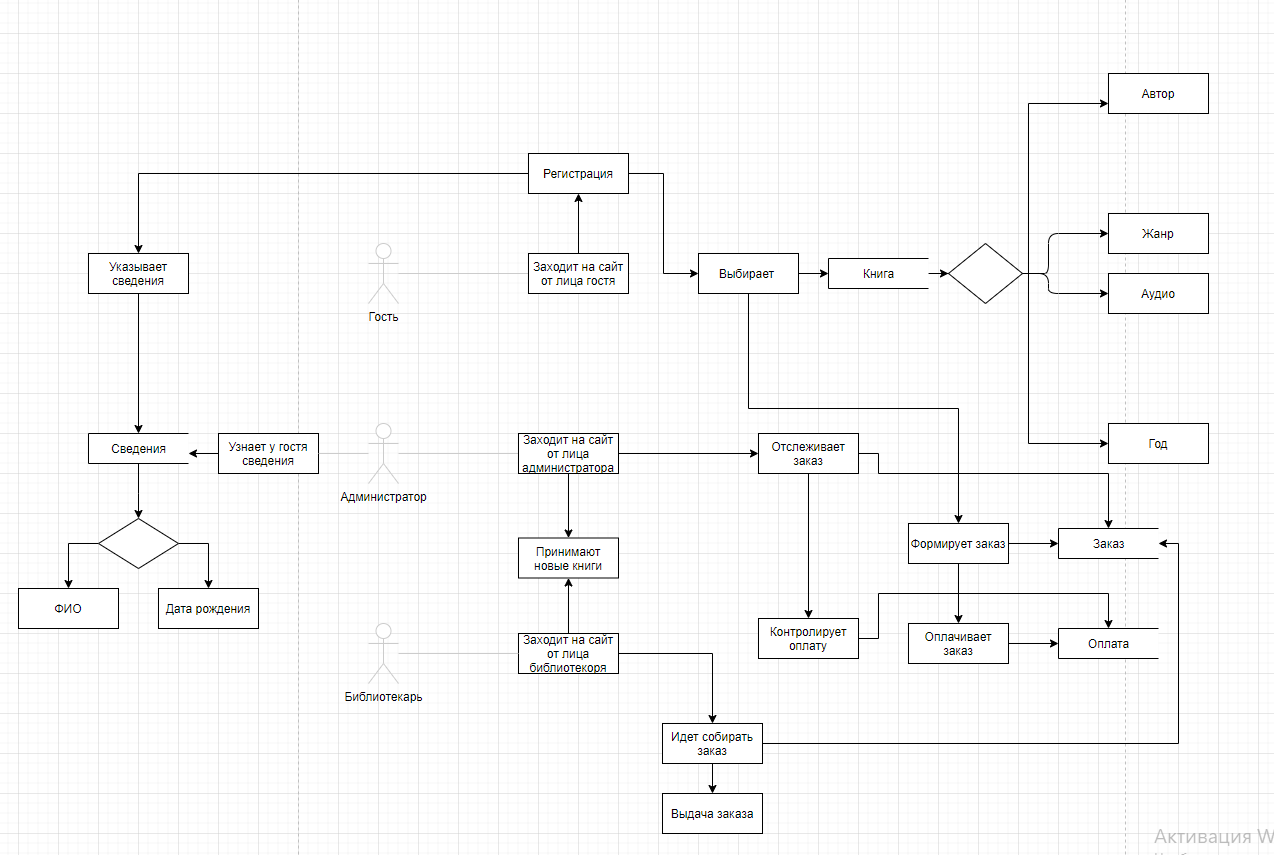 Автор
Регистрация
Жанр
Указывает
сведения
Заходит на сайт
от лица гостя
Выбирает
Книга
Аудио
Гость
Сведения
Узнает у гостя
сведения
Заходит на сайт
от лица
администратора
Отслеживает
заказ
Год
Администратор
Принимают
новые книги
Формирует заказ
Заказ
ФИО
Дата рождения
Заходит на сайт
от лица
библиотекоря
Контролирует
оплату
Оплачивает
заказ
Оплата
Библиотекарь
Идет собирать
заказ
Выдача заказа
Активация W